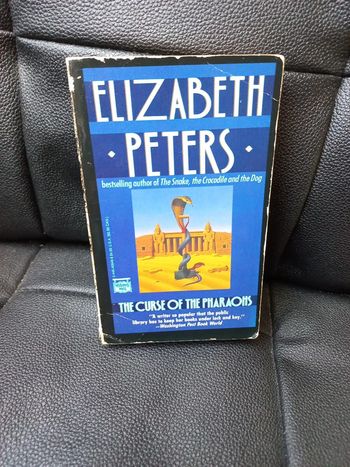 ELIZABETH
• PETERS •
bestselling author of The Snake, the Crocodile and the Dog
THE CURSE OF THE PHARAOHS
"A writer so popular that the public
library has to keep her books under lock and key."
—Washington Post Book World